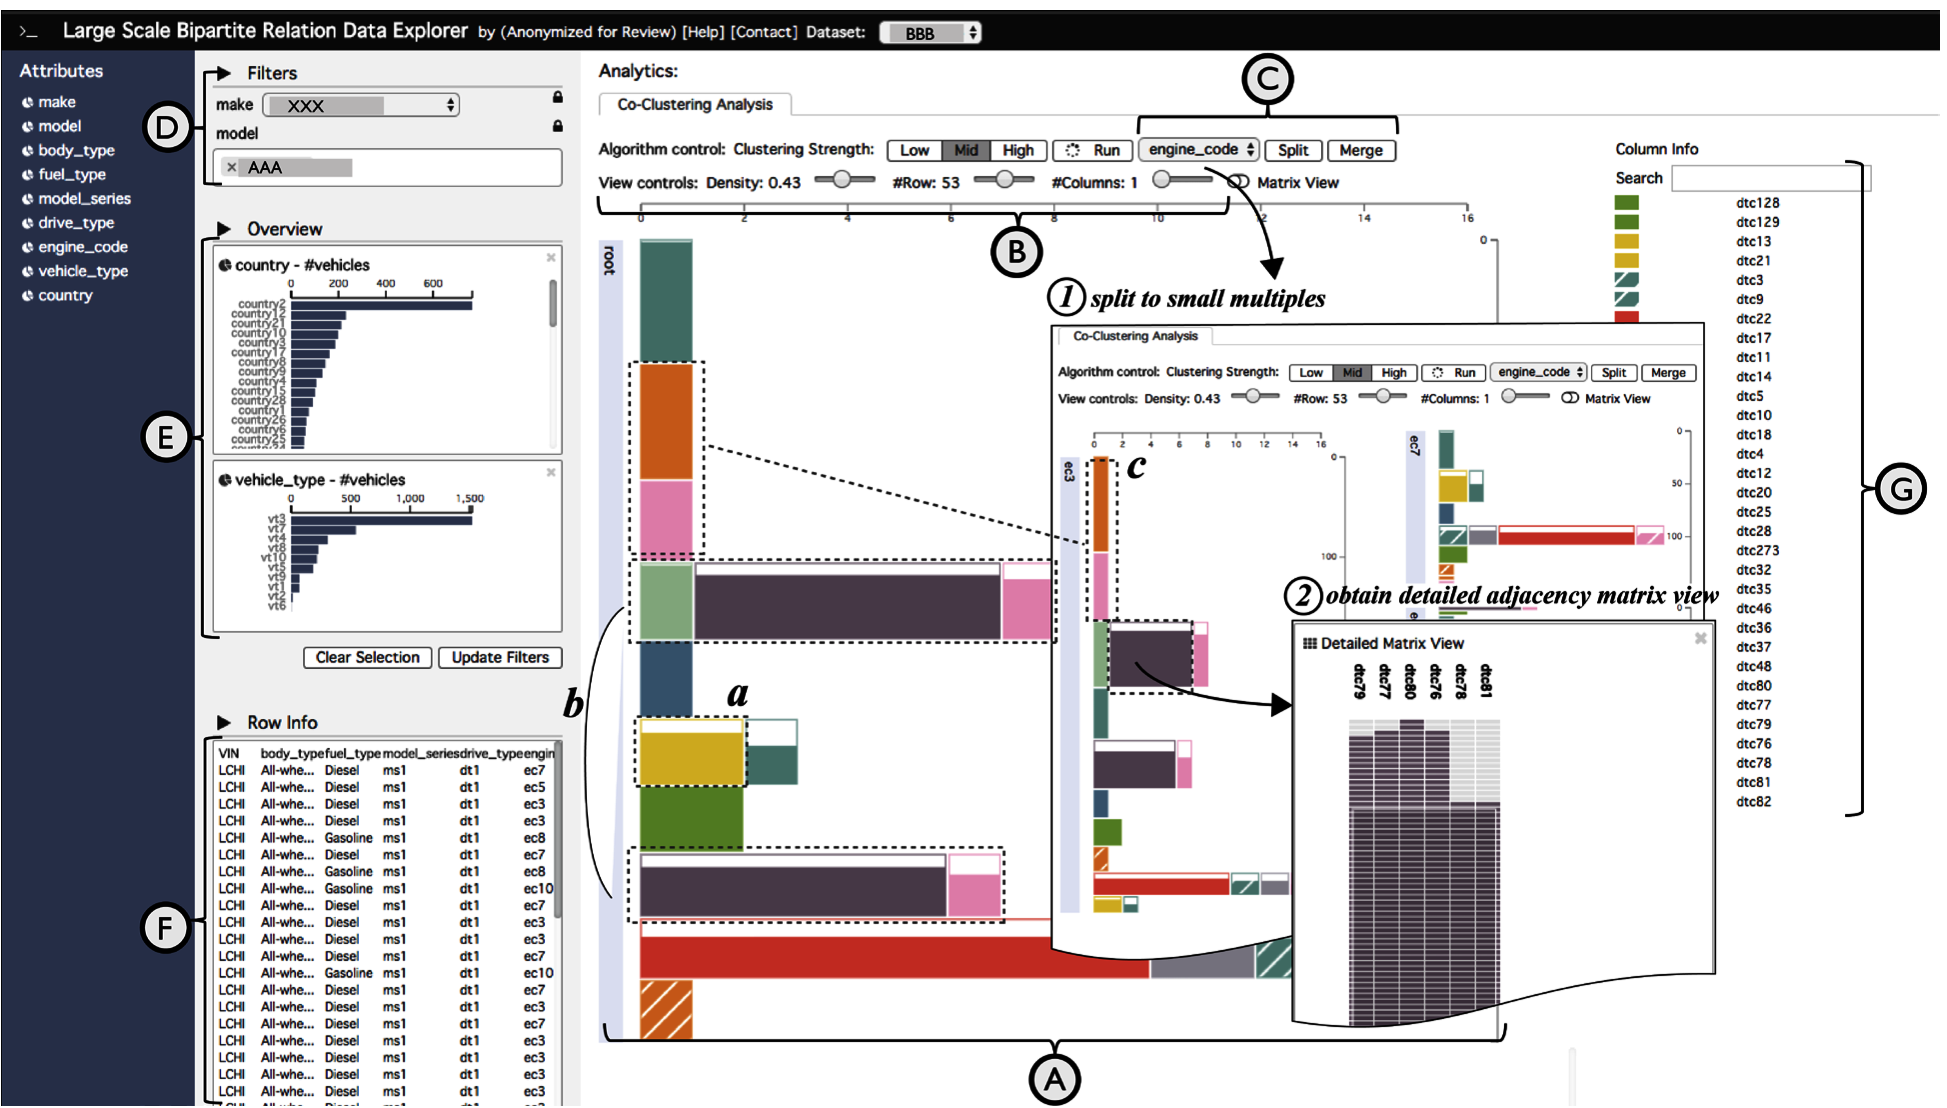 >_ Large Scale Bipartite Relation Data Explorer by (Anonymized for Review) [Help] [Contact] Dataset: BBB
Attributes
make
model
body_type
fuel_type
model_series
drive_type
engine_code
vehicle_type
country
D
Filters
make XXX
model
× AAA
E
Overview
country - #vehicles
0 200 400 600
country2
country12
country21
country10
country3
country17
country8
country9
country4
country15
country28
country1
country26
country6
country25
vehicle_type - #vehicles
0 500 1,000 1,500
vt3
vt7
vt4
vt8
vt10
vt5
vt9
vt1
vt2
vt6
Clear Selection Update Filters
F
Row Info
VIN body_type fuel_type model_series drive_type engin
LCHI All-whe... Diesel ms1 dt1 ec7
LCHI All-whe... Diesel ms1 dt1 ec5
LCHI All-whe... Diesel ms1 dt1 ec3
LCHI All-whe... Diesel ms1 dt1 ec3
LCHI All-whe... Gasoline ms1 dt1 ec8
LCHI All-whe... Diesel ms1 dt1 ec7
LCHI All-whe... Gasoline ms1 dt1 ec8
LCHI All-whe... Gasoline ms1 dt1 ec10
LCHI All-whe... Diesel ms1 dt1 ec7
LCHI All-whe... Diesel ms1 dt1 ec3
LCHI All-whe... Diesel ms1 dt1 ec3
LCHI All-whe... Diesel ms1 dt1 ec7
LCHI All-whe... Gasoline ms1 dt1 ec10
LCHI All-whe... Diesel ms1 dt1 ec7
LCHI All-whe... Diesel ms1 dt1 ec3
LCHI All-whe... Diesel ms1 dt1 ec7
LCHI All-whe... Diesel ms1 dt1 ec3
LCHI All-whe... Diesel ms1 dt1 ec3
LCHI All-whe... Diesel ms1 dt1 ec3
LCHI All-whe... Diesel ms1 dt1 ec3
Analytics:
Co-Clustering Analysis
C
Algorithm control: Clustering Strength: Low Mid High Run engine_code Split Merge
View controls: Density: 0.43 #Row: 53 #Columns: 1 Matrix View
0 2 4 6 8 10 12 14 16
B
root
0
a
b
A
1 split to small multiples
Co-Clustering Analysis
Algorithm control: Clustering Strength: Low Mid High Run engine_code Split Merge
View controls: Density: 0.43 #Row: 53 #Columns: 1 Matrix View
0 2 4 6 8 10 12 14 16
ec3
c
0
100
ec7
0
50
100
2 obtain detailed adjacency matrix view
0
Detailed Matrix View
dtc79
dtc77
dtc80
dtc76
dtc78
dtc81
Column Info
Search
G
dtc128
dtc129
dtc13
dtc21
dtc3
dtc9
dtc22
dtc17
dtc11
dtc14
dtc5
dtc10
dtc18
dtc4
dtc12
dtc20
dtc25
dtc28
dtc273
dtc32
dtc35
dtc46
dtc36
dtc37
dtc48
dtc80
dtc77
dtc79
dtc76
dtc78
dtc81
dtc82